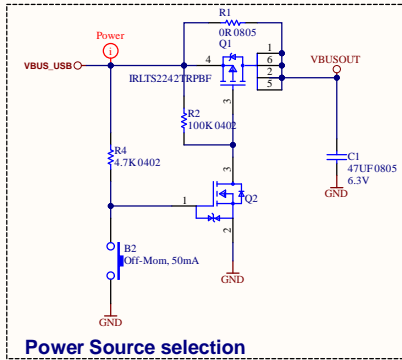 R1
0R 0805
Power
i
Q1
VBUS_USB
4
1
6
2
5
VBUSOUT
IRLTS2242TRPBF
3
R2
100K 0402
R4
4.7K 0402
C1
47UF 0805
6.3V
GND
3
1
Q2
2
B2
Off-Mom, 50mA
GND
GND
Power Source selection